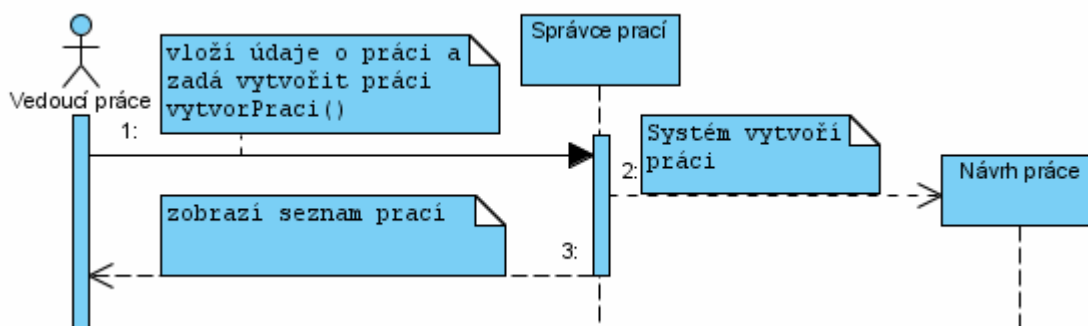 Správce prací
vloží údaje o práci a
zadá vytvořit práci
vytvorPraci()
Vedoucí práce
1:
Systém vytvoří
práci
2:
Návrh práce
zobrazí seznam prací
3: